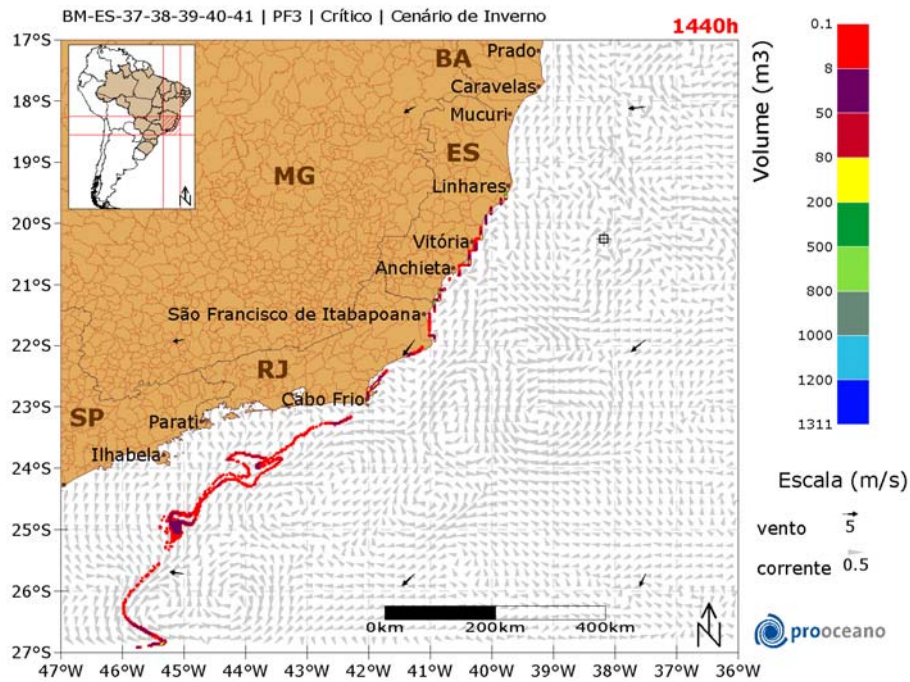 BM-ES-37-38-39-40-41 | PF3 | Crítico | Cenário de Inverno
1440h
17°S
18°S
19°S
20°S
21°S
22°S
23°S
24°S
25°S
26°S
27°S
BA
Prado
Caravelas
Mucuri
ES
MG
Linhares
Vitória
Anchieta
São Francisco de Itabapoana
RJ
Cabo Frio
SP
Parati
Ilhabela
N
0km 200km 400km
N
47°W 46°W 45°W 44°W 43°W 42°W 41°W 40°W 39°W 38°W 37°W 36°W
Volume (m3)
0.1
8
50
80
200
500
800
1000
1200
1311
Escala (m/s)
vento 5
corrente 0.5
prooceano